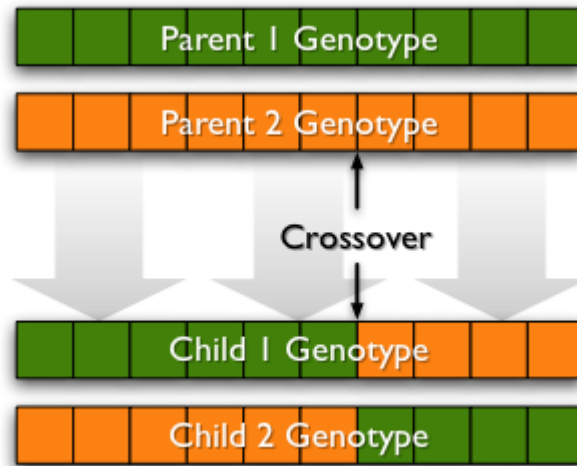 Parent 1 Genotype
Parent 2 Genotype
Crossover
Child 1 Genotype
Child 2 Genotype